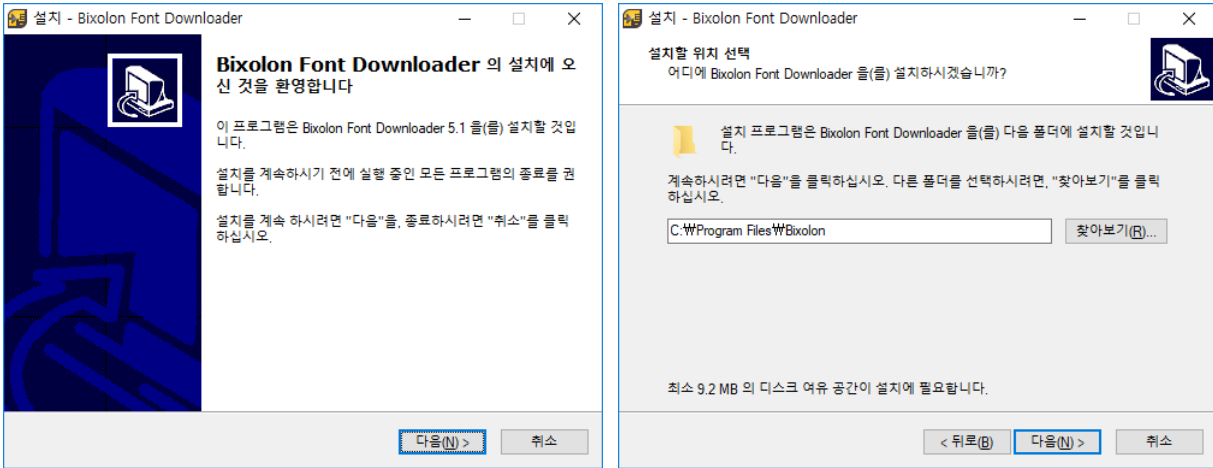 설치 - Bixolon Font Downloader
Bixolon Font Downloader 의 설치에 오
신 것을 환영합니다
이 프로그램은 Bixolon Font Downloader 5.1 을(를) 설치할 것입
니다.
설치를 계속하시기 전에 실행 중인 모든 프로그램의 종료를 권
합니다.
설치를 계속 하시려면 "다음"을, 종료하시려면 "취소"를 클릭
하십시오.
다음(N) >
취소
설치 - Bixolon Font Downloader
설치할 위치 선택
어디에 Bixolon Font Downloader 을(를) 설치하시겠습니까?
설치 프로그램은 Bixolon Font Downloader 을(를) 다음 폴더에 설치할 것입니
다.
계속하시려면 "다음"을 클릭하십시오. 다른 폴더를 선택하시려면, "찾아보기"를 클릭
하십시오.
C:₩Program Files₩Bixolon
찾아보기(R)...
최소 9.2 MB 의 디스크 여유 공간이 설치에 필요합니다.
< 뒤로(B)
다음(N) >
취소